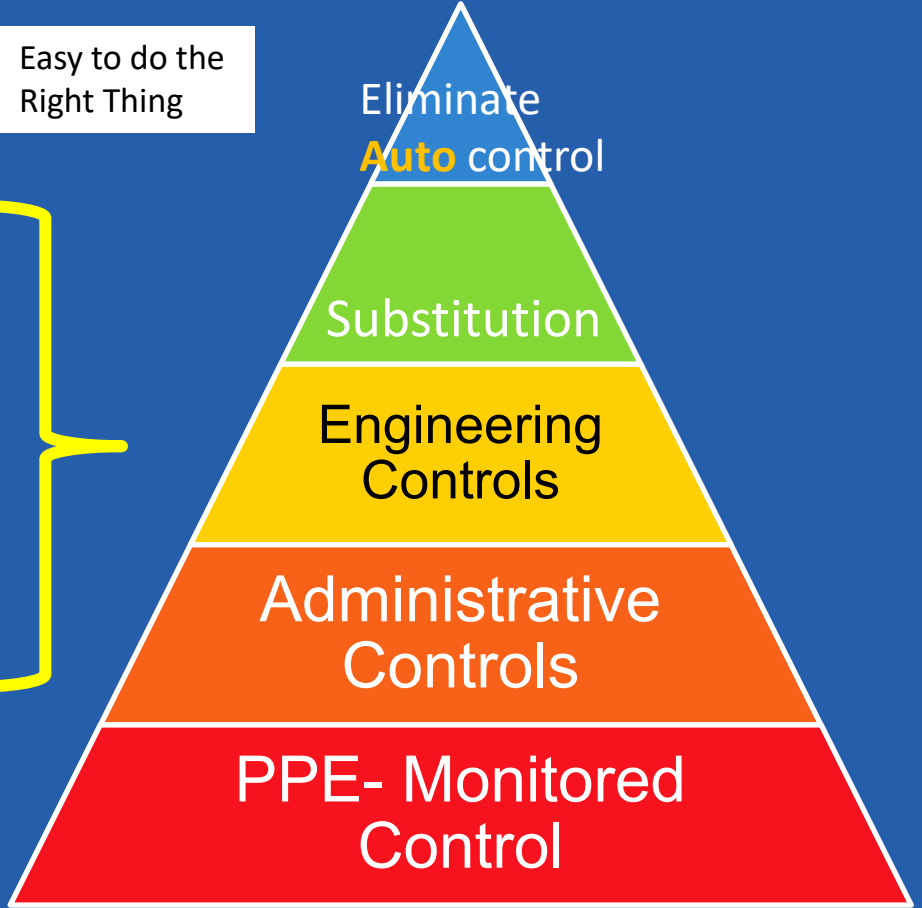 Easy to do the
Right Thing
Eliminate
Auto control
Substitution
Engineering
Controls
Administrative
Controls
PPE- Monitored
Control